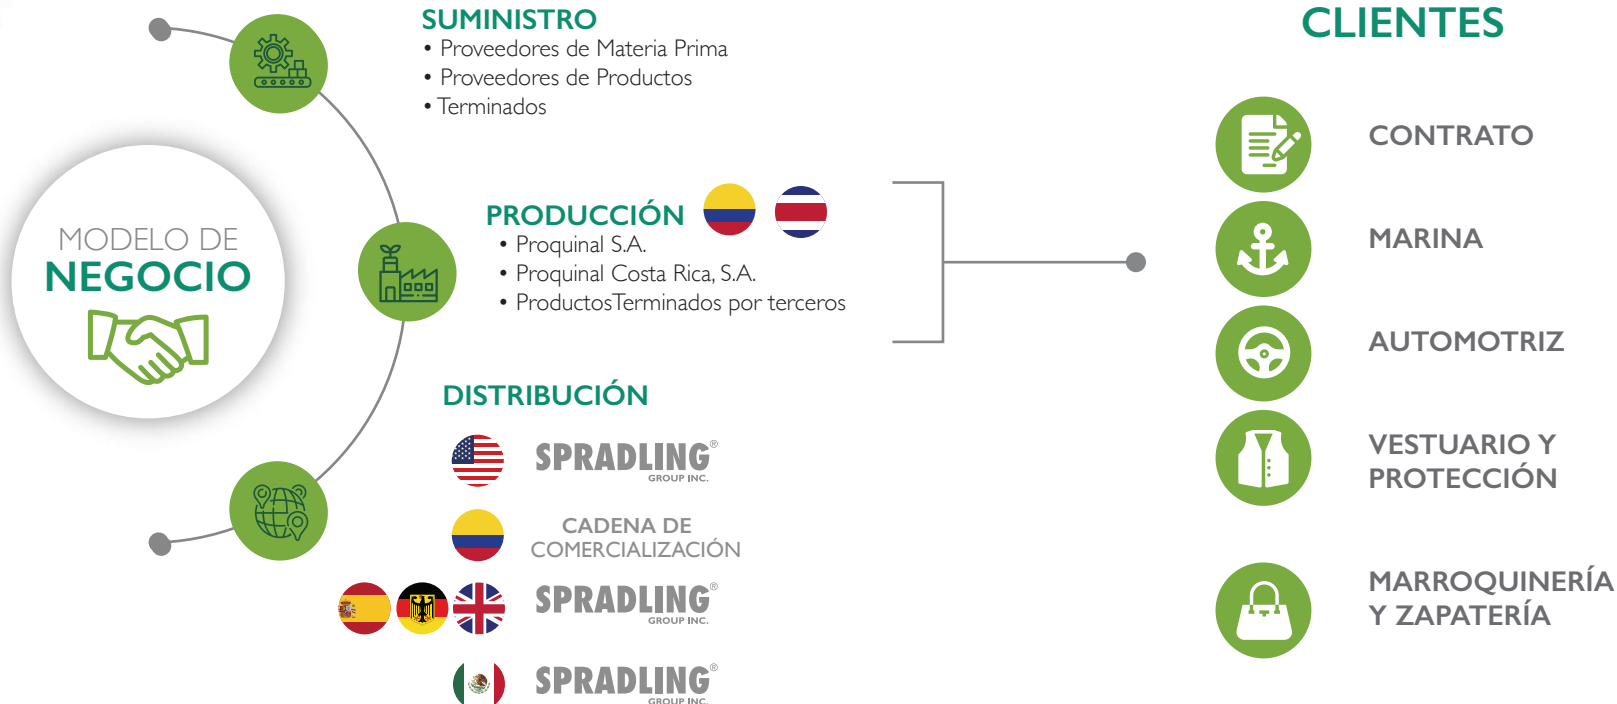 MODELO DE
NEGOCIO
SUMINISTRO
• Proveedores de Materia Prima
• Proveedores de Productos
• Terminados
PRODUCCIÓN
• Proquinal S.A.
• Proquinal Costa Rica, S.A.
• ProductosTerminados por terceros
DISTRIBUCIÓN
SPRADLING®
GROUP INC.
CADENA DE
COMERCIALIZACIÓN
SPRADLING®
GROUP INC.
SPRADLING®
GROUP INC.
CLIENTES
CONTRATO
MARINA
AUTOMOTRIZ
VESTUARIO Y
PROTECCIÓN
MARROQUINERÍA
Y ZAPATERÍA